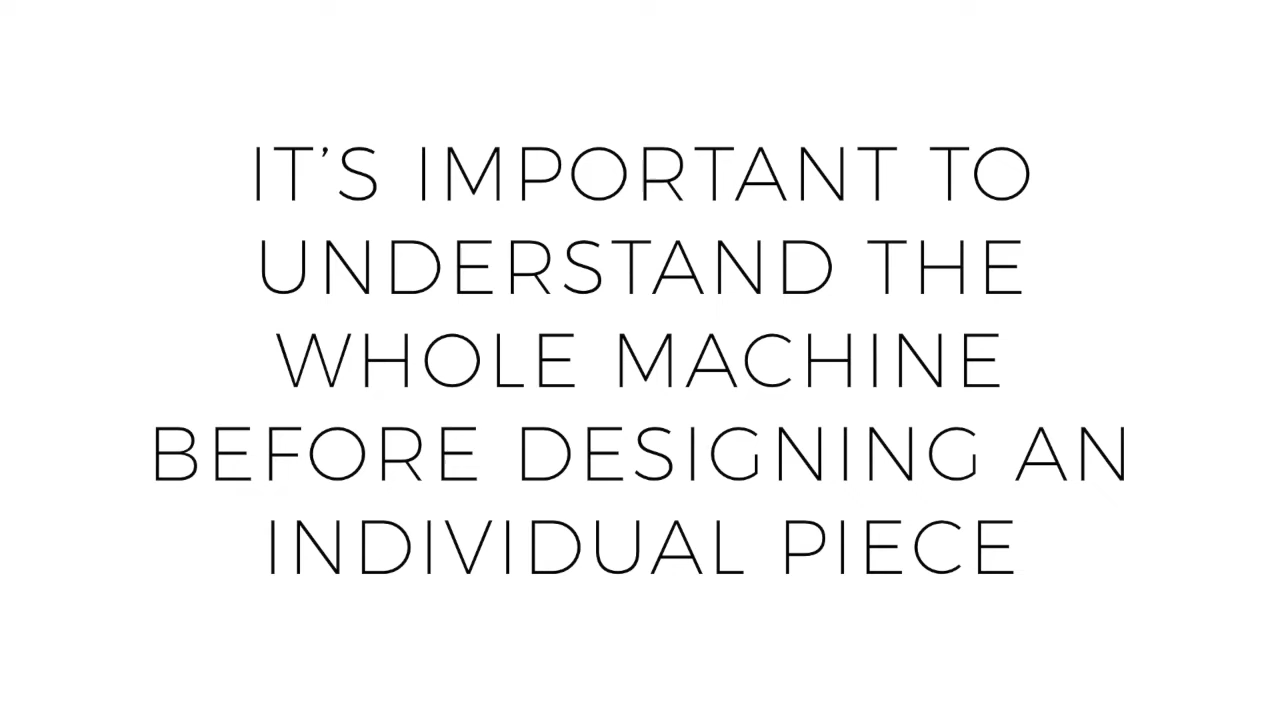 IT’S IMPORTANT TO
UNDERSTAND THE
WHOLE MACHINE
BEFORE DESIGNING AN
INDIVIDUAL PIECE